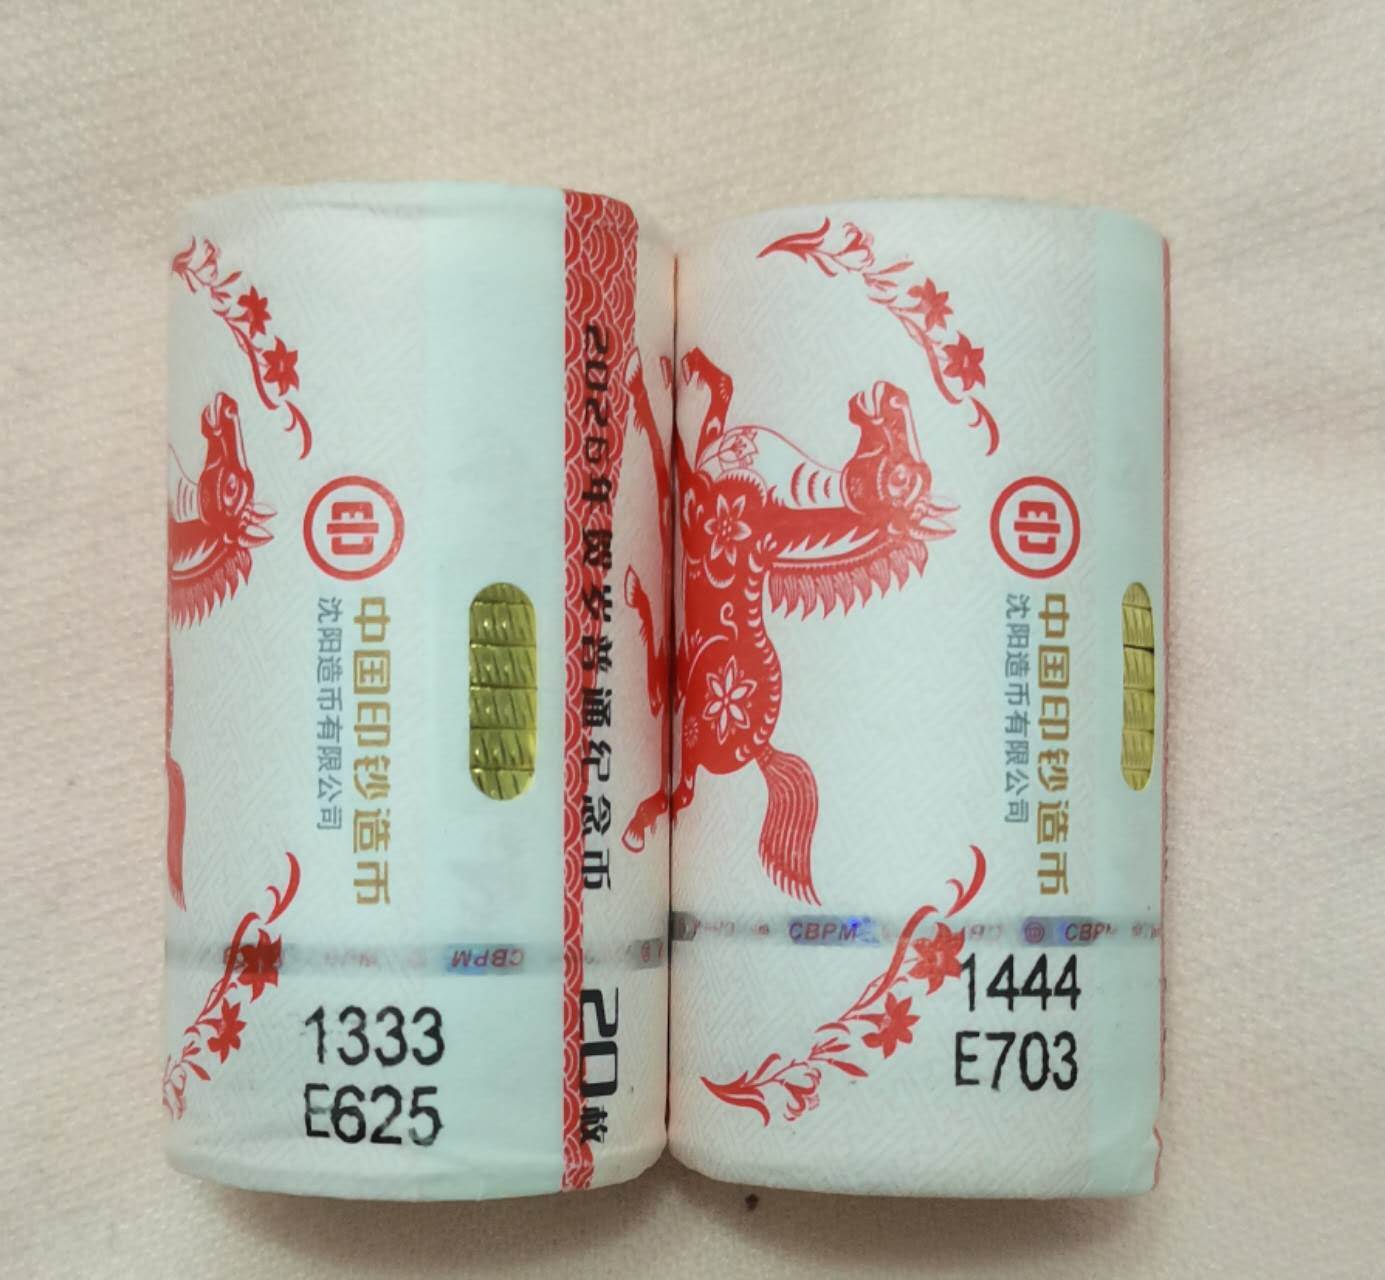 中国印钞造币
沈阳造币有限公司
CBPM
1333
E625
2026年贺岁普通纪念币 20枚
中国印钞造币
沈阳造币有限公司
CBPM CBPM
1444
E703